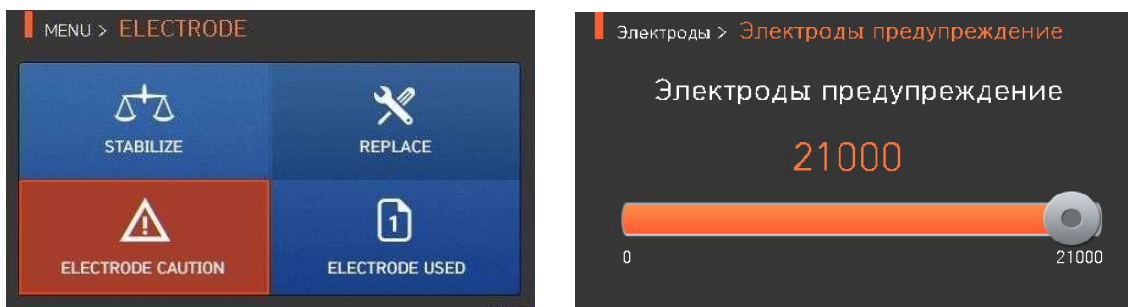 MENU > ELECTRODE
STABILIZE
REPLACE
ELECTRODE CAUTION
1
ELECTRODE USED
Электроды > Электроды предупреждение
Электроды предупреждение
21000
0
21000